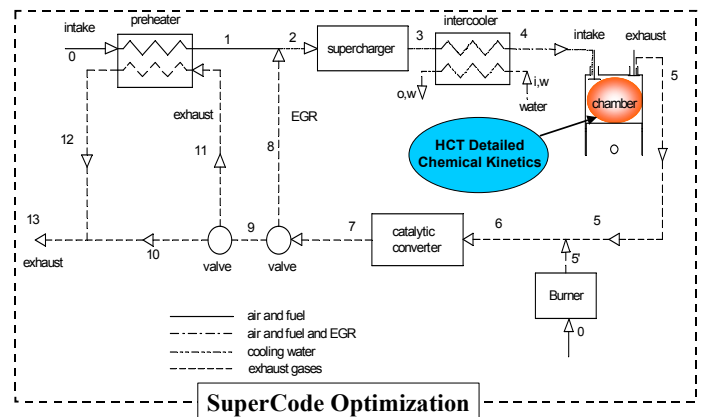 preheater
intake
0
1
2
supercharger
3
intercooler
4
intake
exhaust
5
o,w
i,w
water
chamber
exhaust
EGR
HCT Detailed
Chemical Kinetics
12
11
8
13
exhaust
10
valve
9
valve
7
catalytic
converter
6
5
5'
Burner
0
air and fuel
air and fuel and EGR
cooling water
exhaust gases
SuperCode Optimization